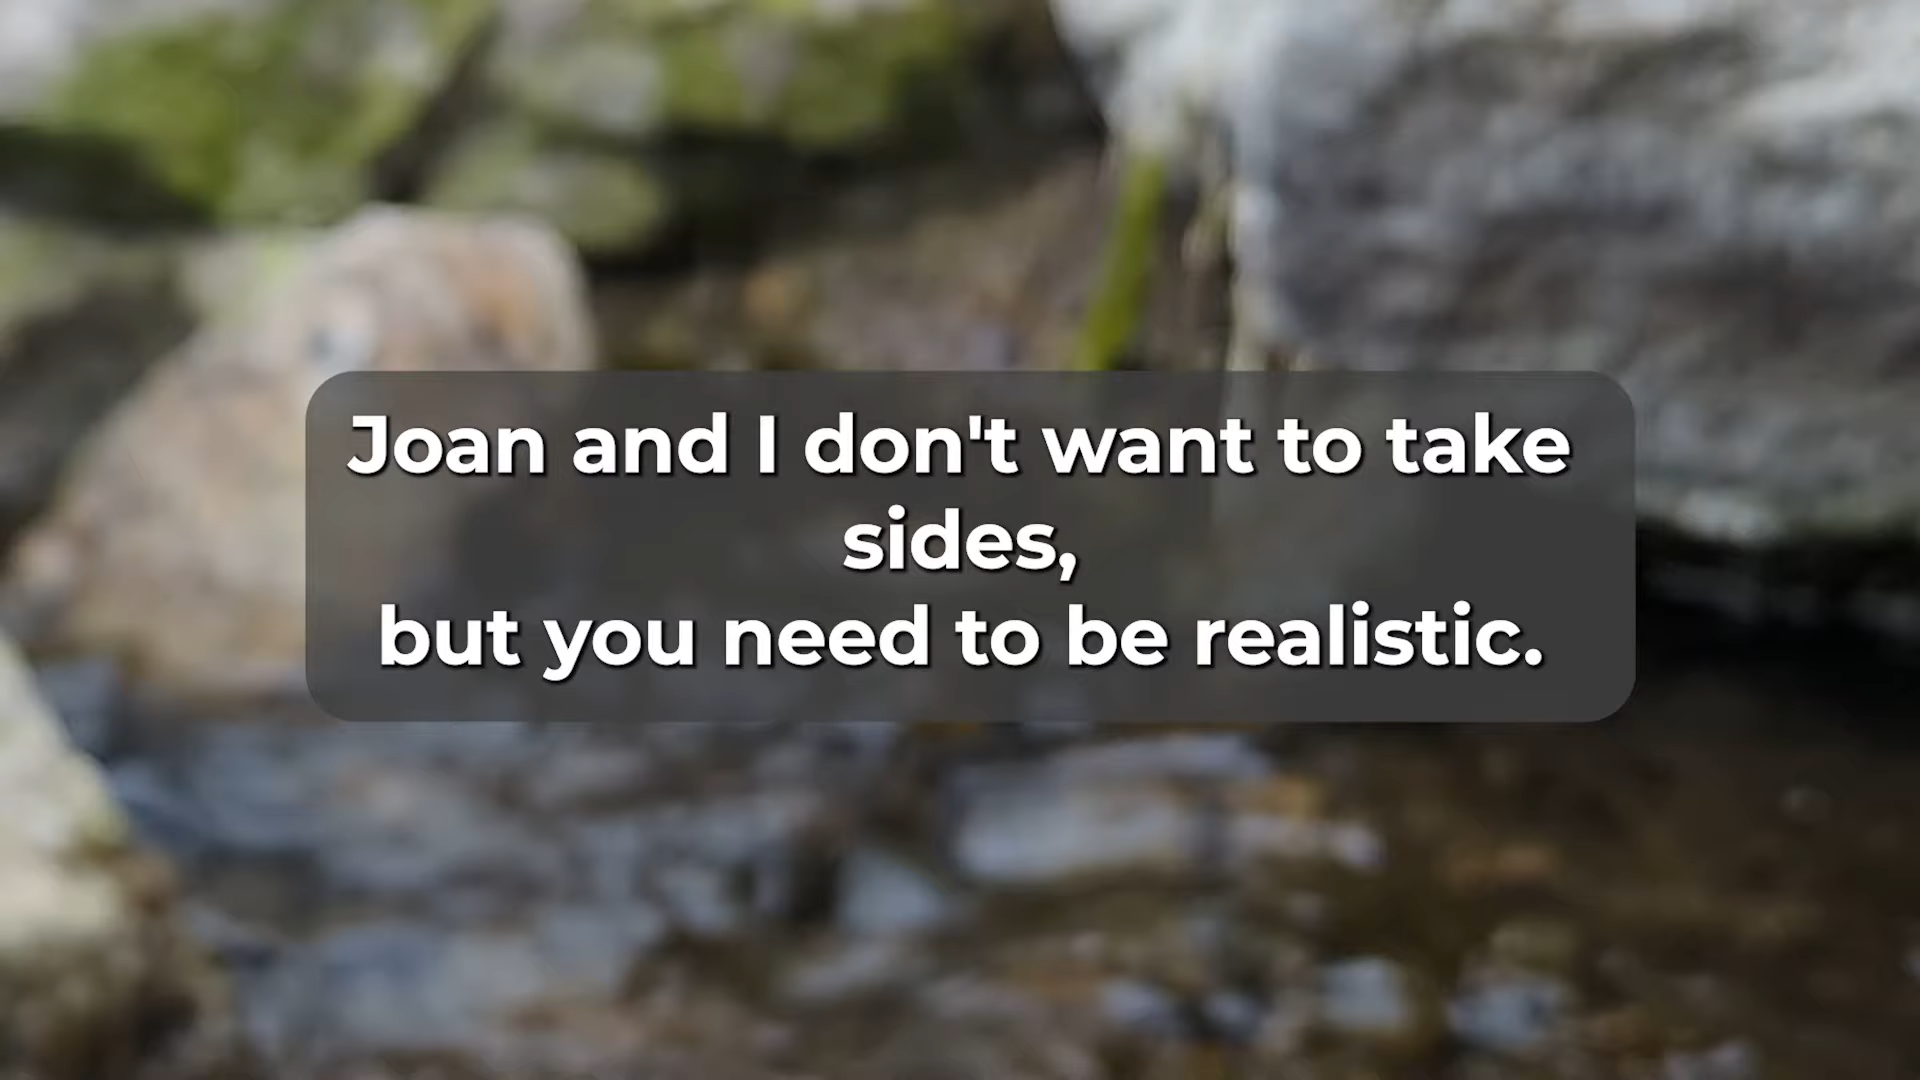 Joan and I don't want to take
sides,
but you need to be realistic.